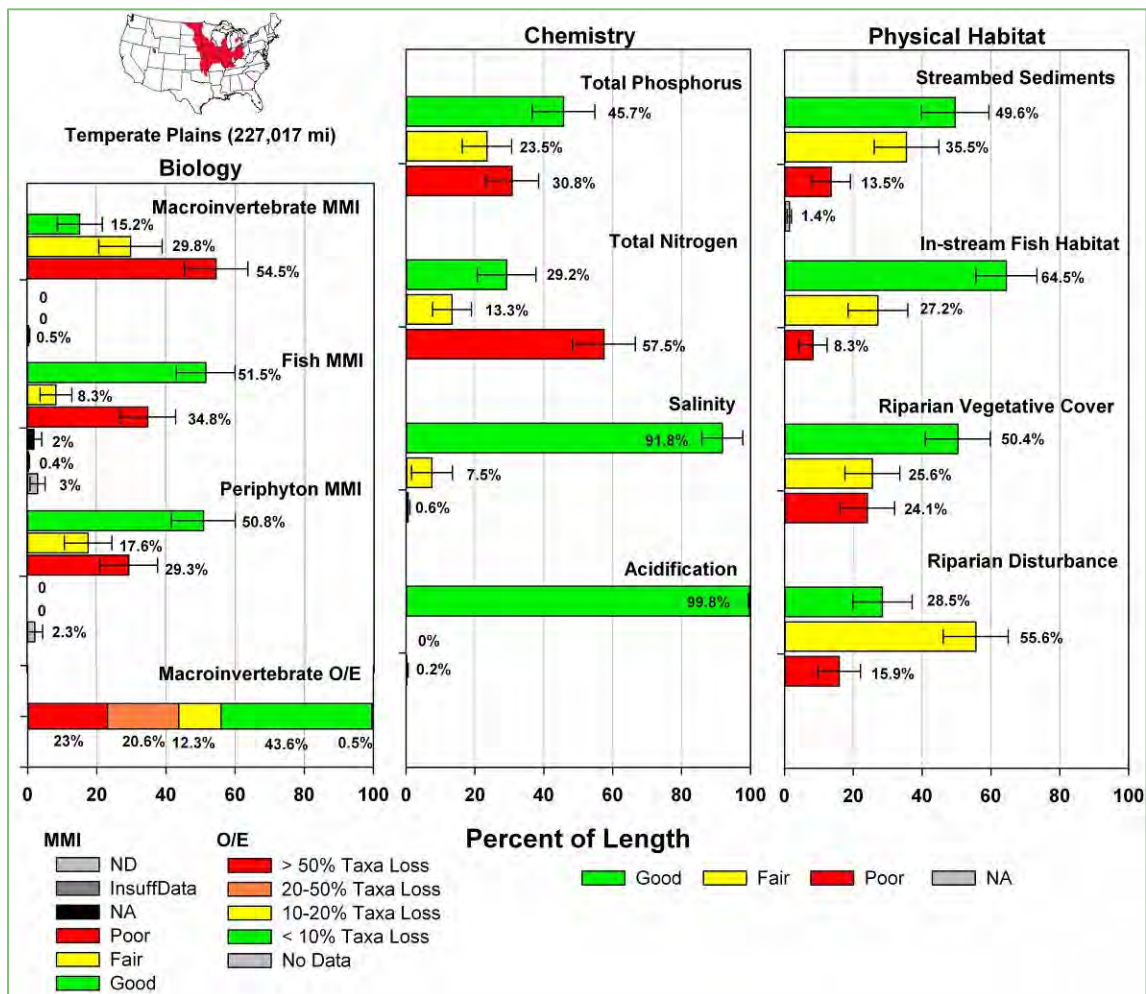 Temperate Plains (227,017 mi)
Biology
Macroinvertebrate MMI
15.2%
29.8%
54.5%
0
0
0.5%
Fish MMI
51.5%
8.3%
34.8%
2%
0.4%
3%
Periphyton MMI
50.8%
17.6%
29.3%
0
0
2.3%
Macroinvertebrate O/E
23% 20.6% 12.3% 43.6% 0.5%
0 20 40 60 80 100
Chemistry
Total Phosphorus
45.7%
23.5%
30.8%
Total Nitrogen
29.2%
13.3%
57.5%
Salinity
91.8%
7.5%
0.6%
Acidification
99.8%
0%
0.2%
0 20 40 60 80 100
Physical Habitat
Streambed Sediments
49.6%
35.5%
13.5%
1.4%
In-stream Fish Habitat
64.5%
27.2%
8.3%
Riparian Vegetative Cover
50.4%
25.6%
24.1%
Riparian Disturbance
28.5%
55.6%
15.9%
0 20 40 60 80 100
Percent of Length
MMI
ND
InsuffData
NA
Poor
Fair
Good
O/E
> 50% Taxa Loss
20-50% Taxa Loss
10-20% Taxa Loss
< 10% Taxa Loss
No Data
Good Fair Poor NA